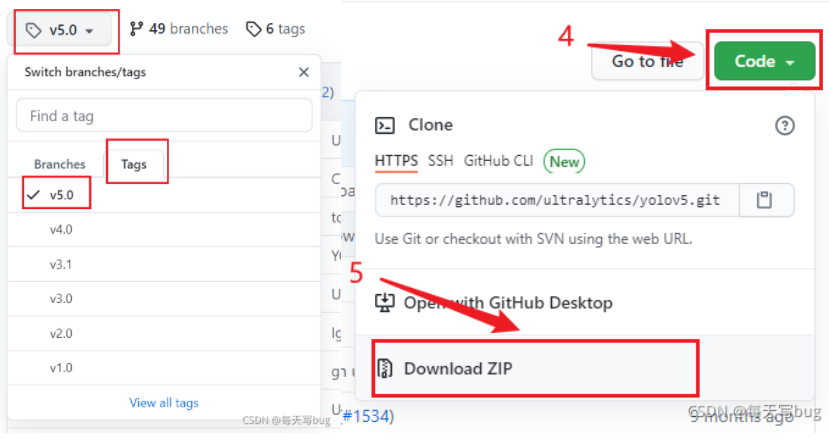 v5.0
49 branches
6 tags
Switch branches/tags
Find a tag
Branches
Tags
v5.0
v4.0
v3.1
v3.0
v2.0
v1.0
View all tags
CSDN @每天写bug
2)
U
C
to
U
#1534)
4
Go to file
Code
Clone
HTTPS SSH GitHub CLI New
https://github.com/ultralytics/yolov5.git
Use Git or checkout with SVN using the web URL.
5
Open with GitHub Desktop
Download ZIP
9 months ago
CSDN @每天写bug